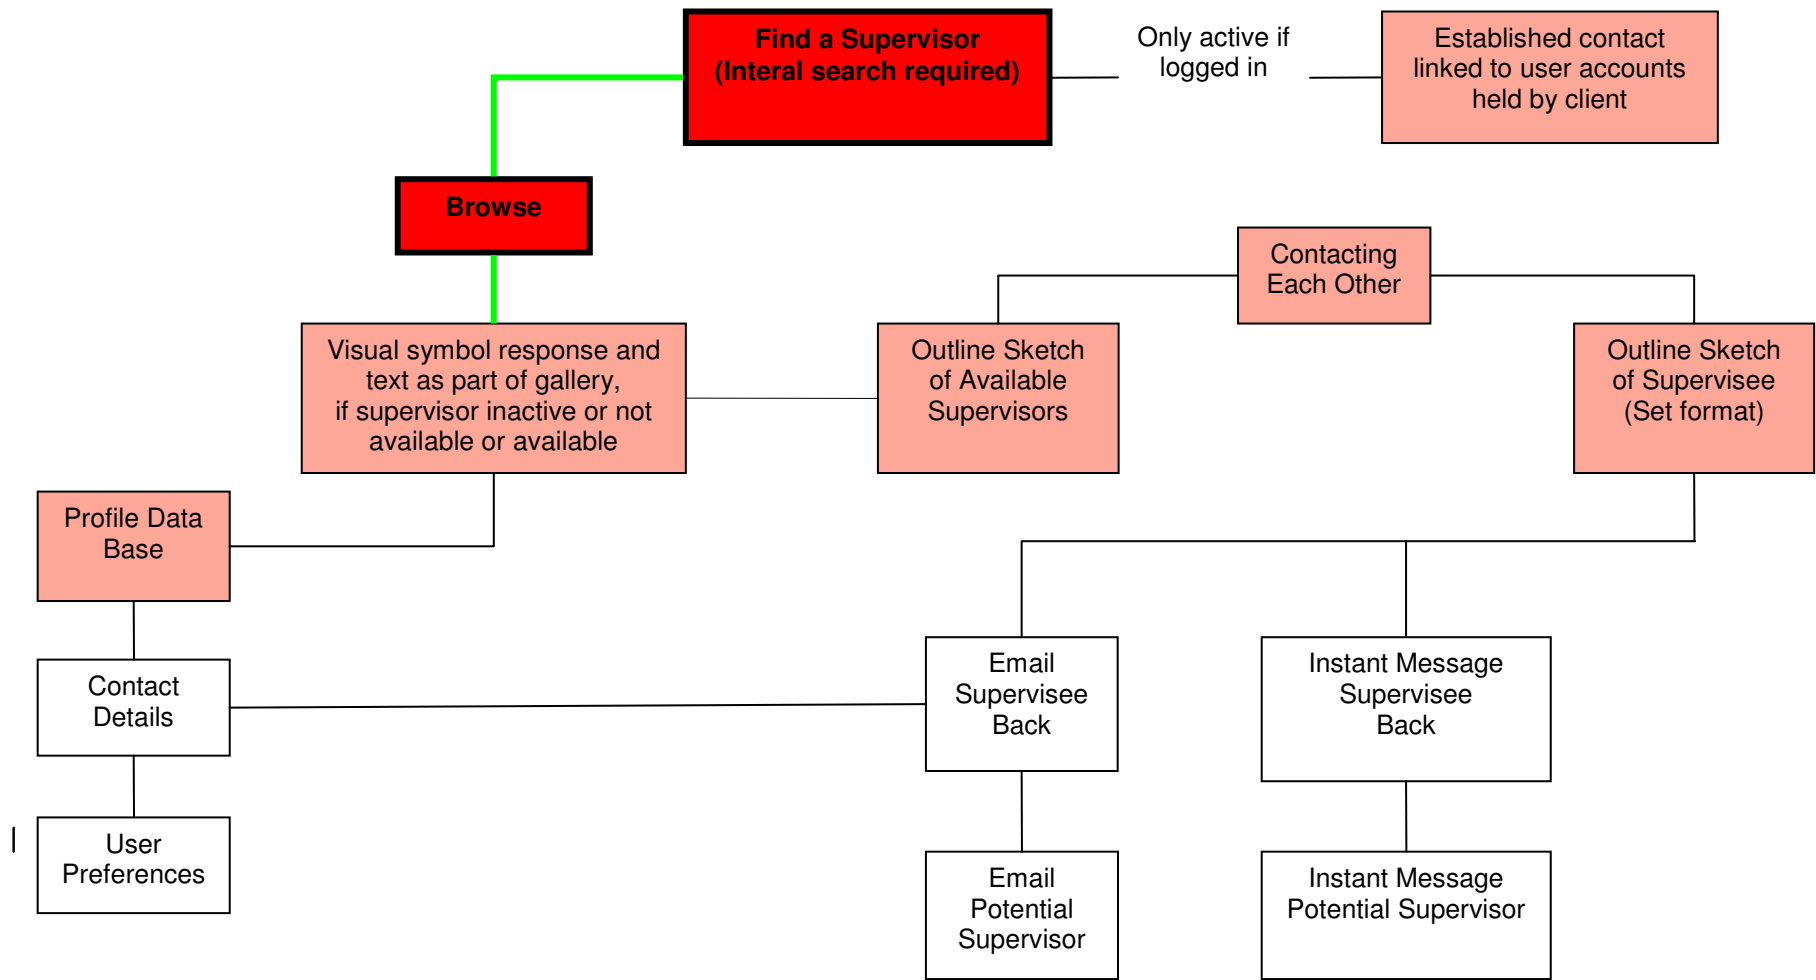 Find a Supervisor
(Interal search required)
Only active if
logged in
Established contact
linked to user accounts
held by client
Browse
Contacting
Each Other
Visual symbol response and
text as part of gallery,
if supervisor inactive or not
available or available
Outline Sketch
of Available
Supervisors
Outline Sketch
of Supervisee
(Set format)
Profile Data
Base
Contact
Details
Email
Supervisee
Back
Instant Message
Supervisee
Back
User
Preferences
Email
Potential
Supervisor
Instant Message
Potential Supervisor